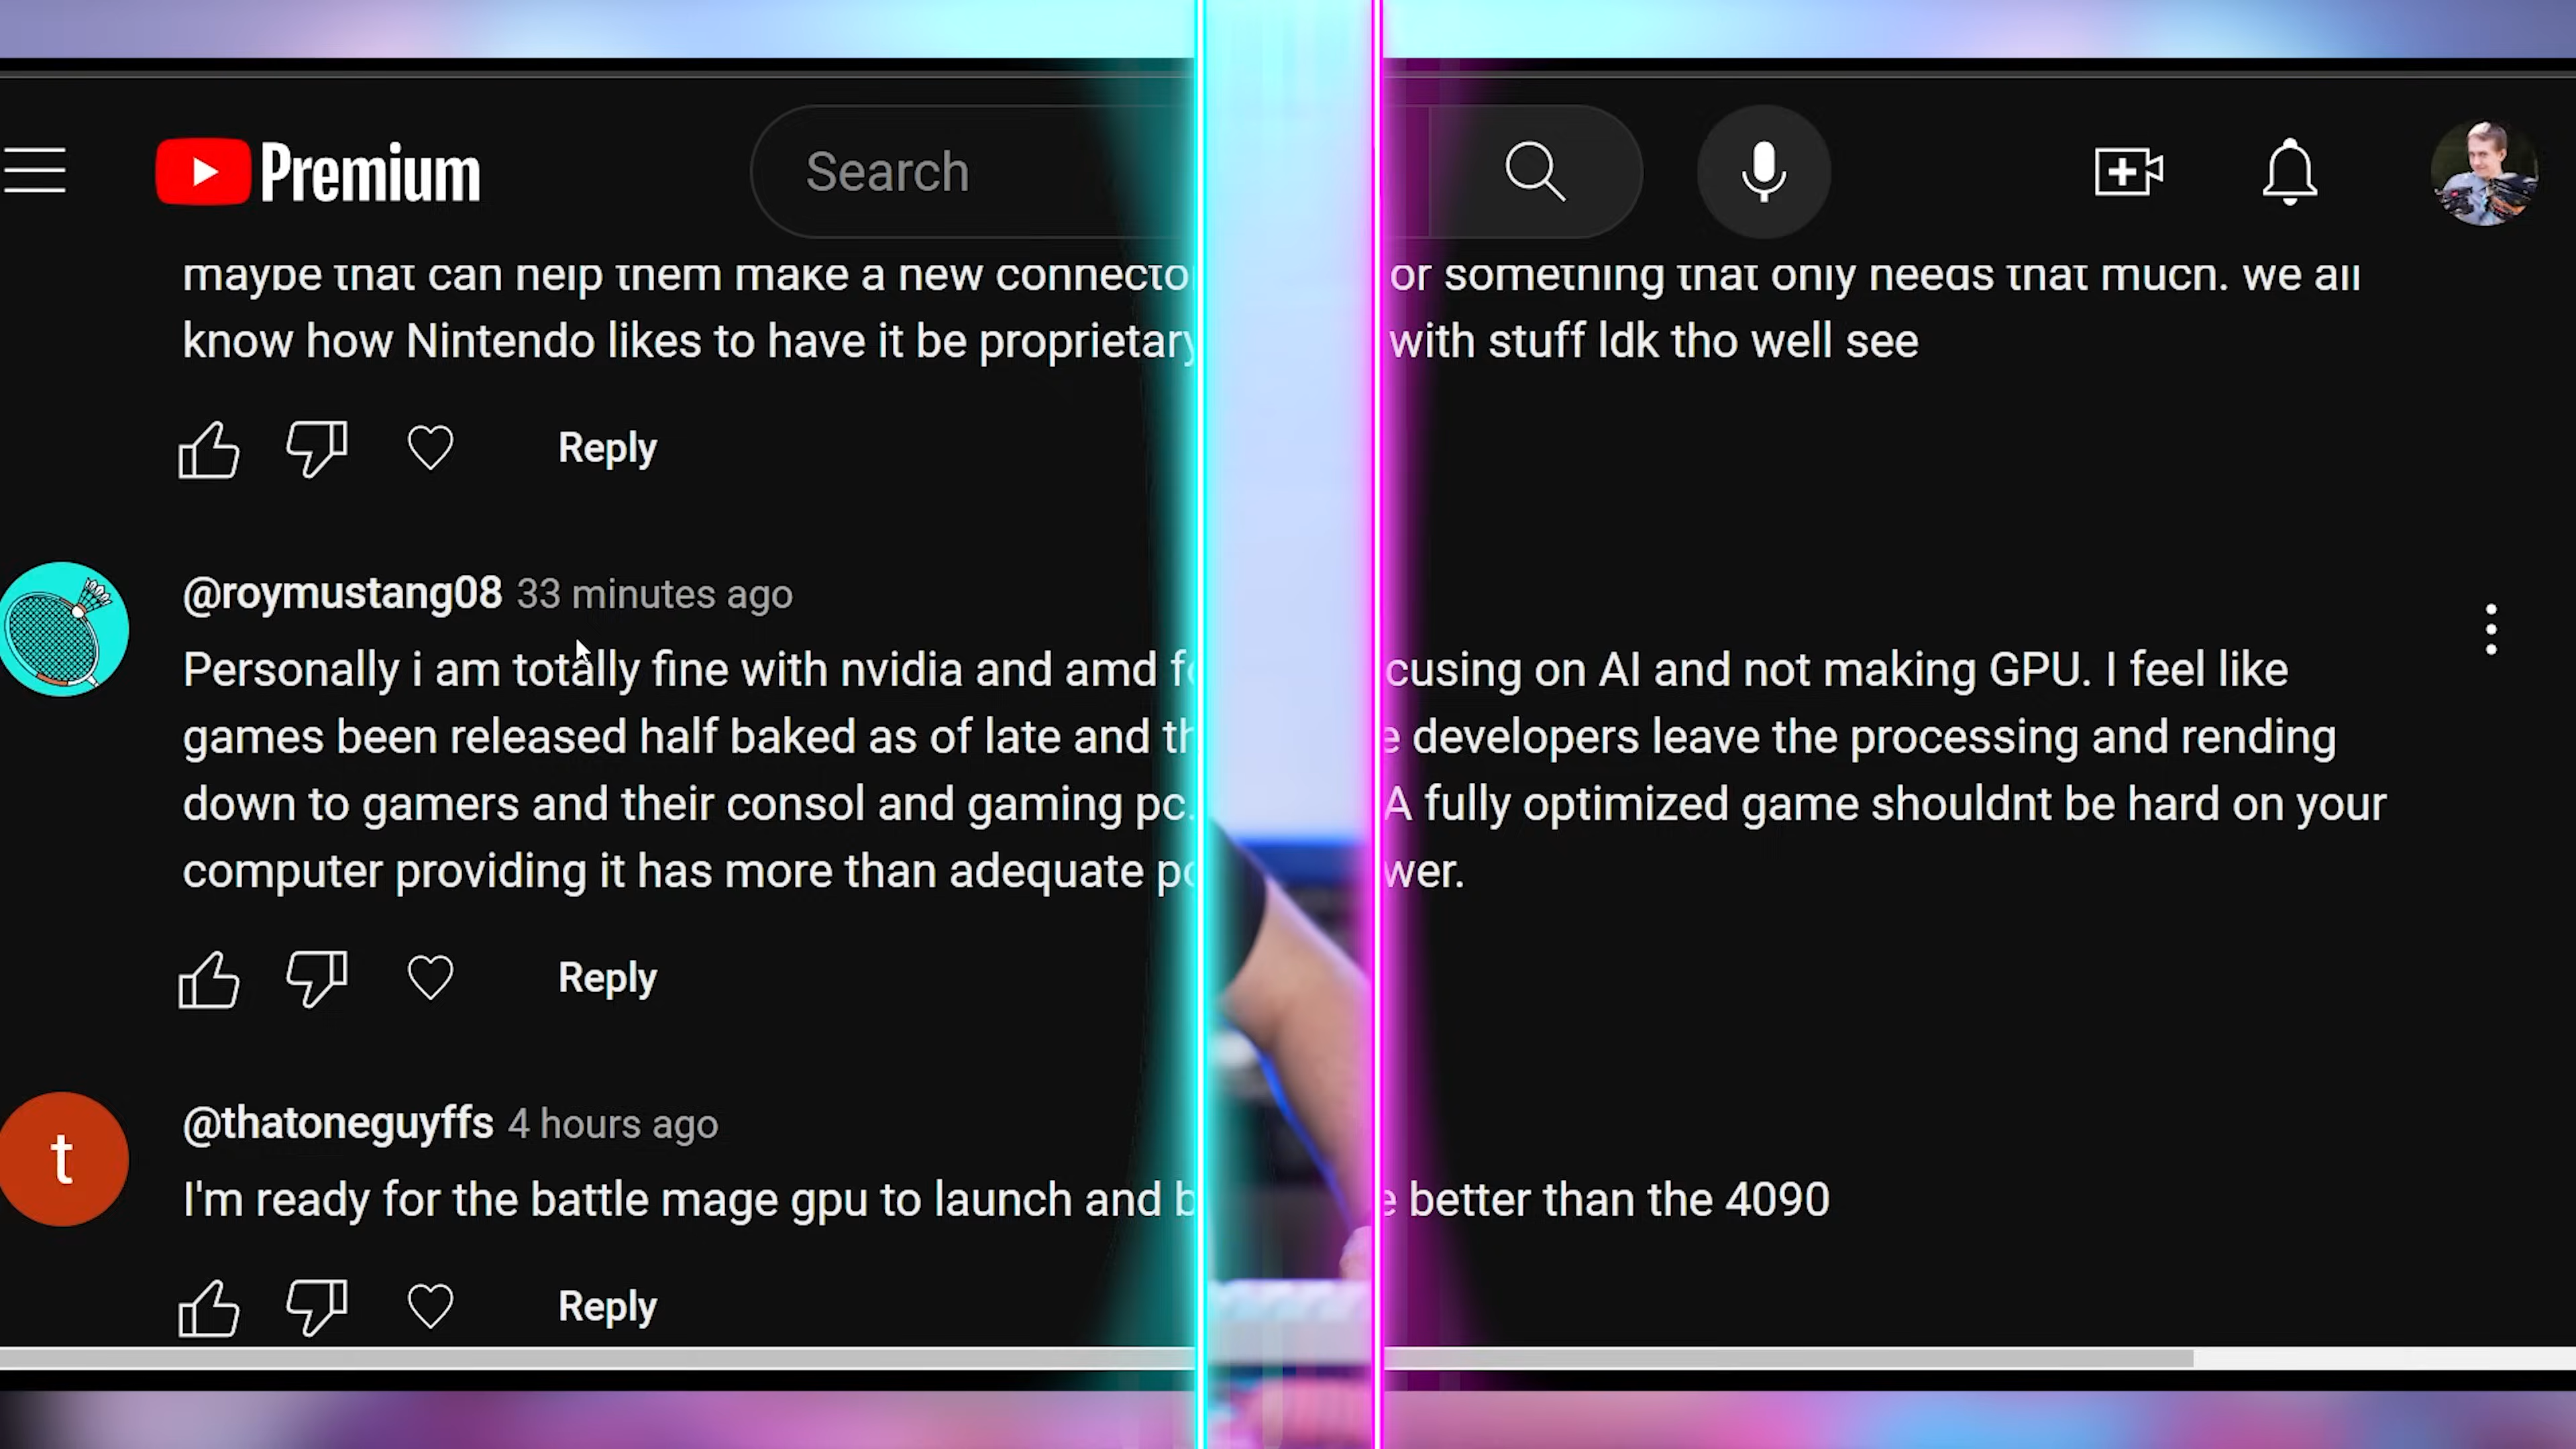 Premium
Search
maybe that can help them make a new connector or something that only needs that much. we all
know how Nintendo likes to have it be proprietary with stuff ldk tho well see
Reply
@roymustang08 33 minutes ago
Personally i am totally fine with nvidia and amd focusing on AI and not making GPU. I feel like
games been released half baked as of late and the developers leave the processing and rending
down to gamers and their consol and gaming pc. A fully optimized game shouldnt be hard on your
computer providing it has more than adequate power.
Reply
t
@thatoneguyffs 4 hours ago
I'm ready for the battle mage gpu to launch and be better than the 4090
Reply